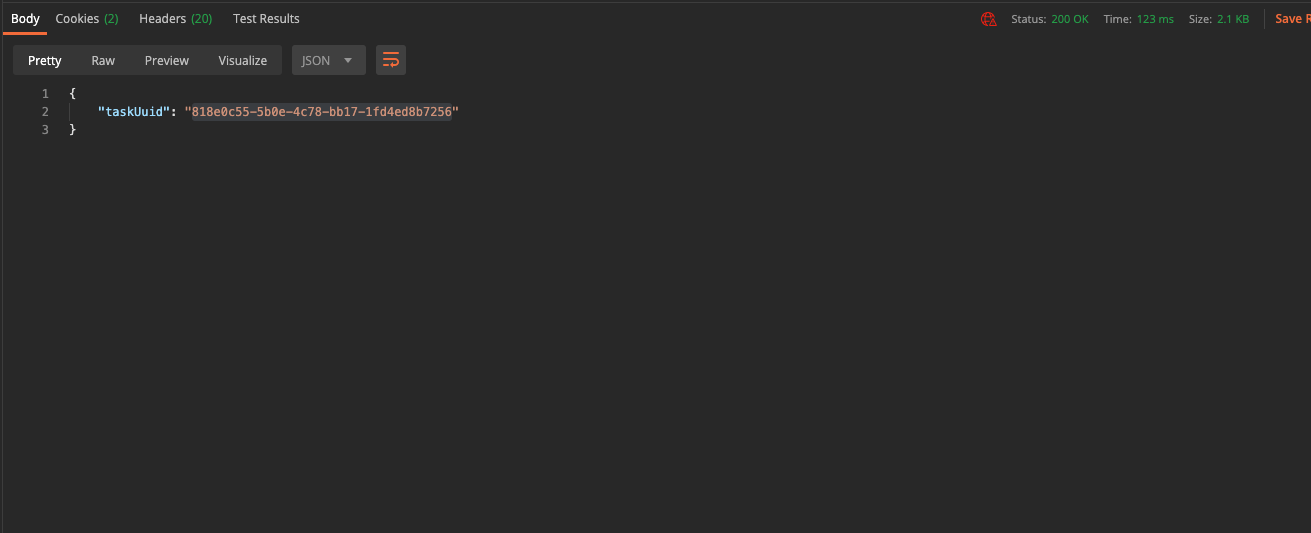 Body Cookies (2) Headers (20) Test Results Status: 200 OK Time: 123 ms Size: 2.1 KB Save R
Pretty Raw Preview Visualize JSON
1 {
2 "taskUuid": "818e0c55-5b0e-4c78-bb17-1fd4ed8b7256"
3 }